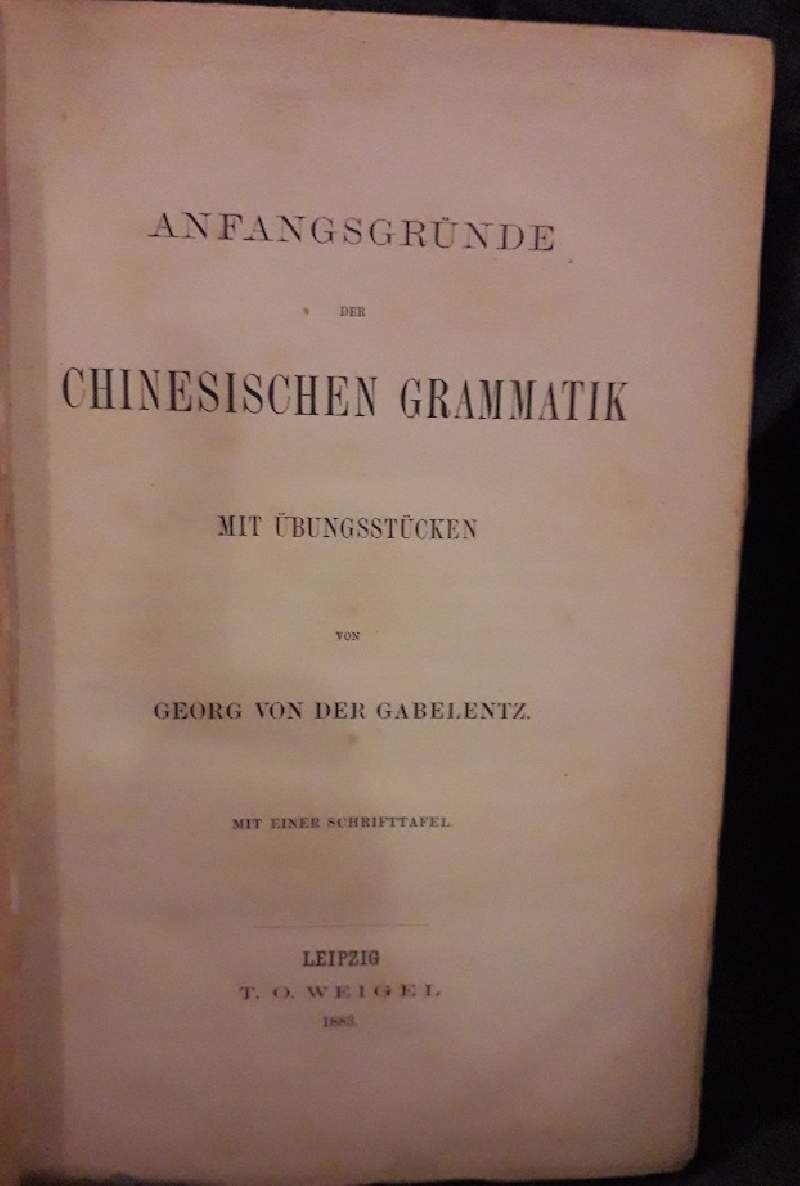 ANFANGSGRÜNDE
DER
CHINESISCHEN GRAMMATIK
MIT ÜBUNGSSTÜCKEN
VON
GEORG VON DER GABELENTZ.
MIT EINER SCHRIFTTAFEL.
LEIPZIG
T. O. WEIGEL
1883.